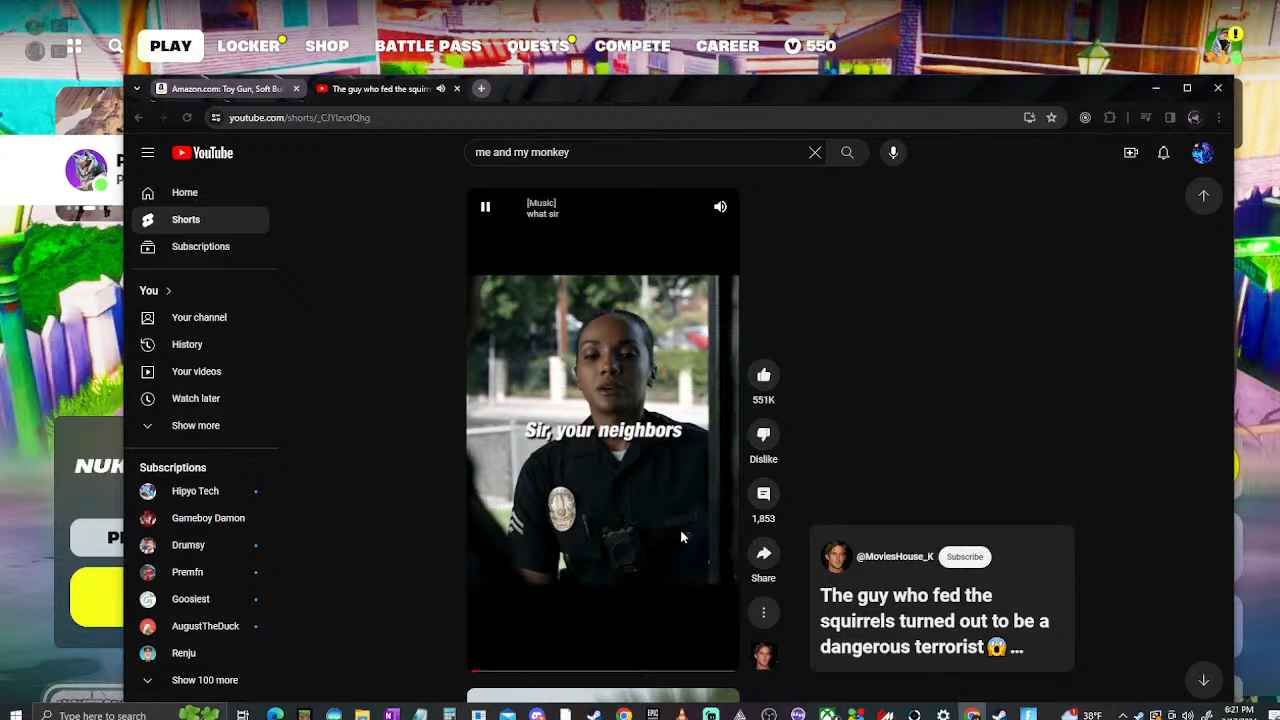 PLAY
LOCKER
SHOP
BATTLE PASS
QUESTS
COMPETE
CAREER
550
Amazon.com: Toy Gun, Soft Bul
The guy who fed the squirre
youtube.com/shorts/_CJYIzvdQhg
YouTube
me and my monkey
Home
Shorts
Subscriptions
You
Your channel
History
Your videos
Watch later
Show more
Subscriptions
Hipyo Tech
Gameboy Damon
Drumsy
Premfn
Goosiest
AugustTheDuck
Renju
Show 100 more
[Music]
what sir
Sir, your neighbors
551K
Dislike
1,853
Share
@MoviesHouse_K
Subscribe
The guy who fed the
squirrels turned out to be a
dangerous terrorist 😱 ...
NUK
Type here to search
38°F
6:21 PM